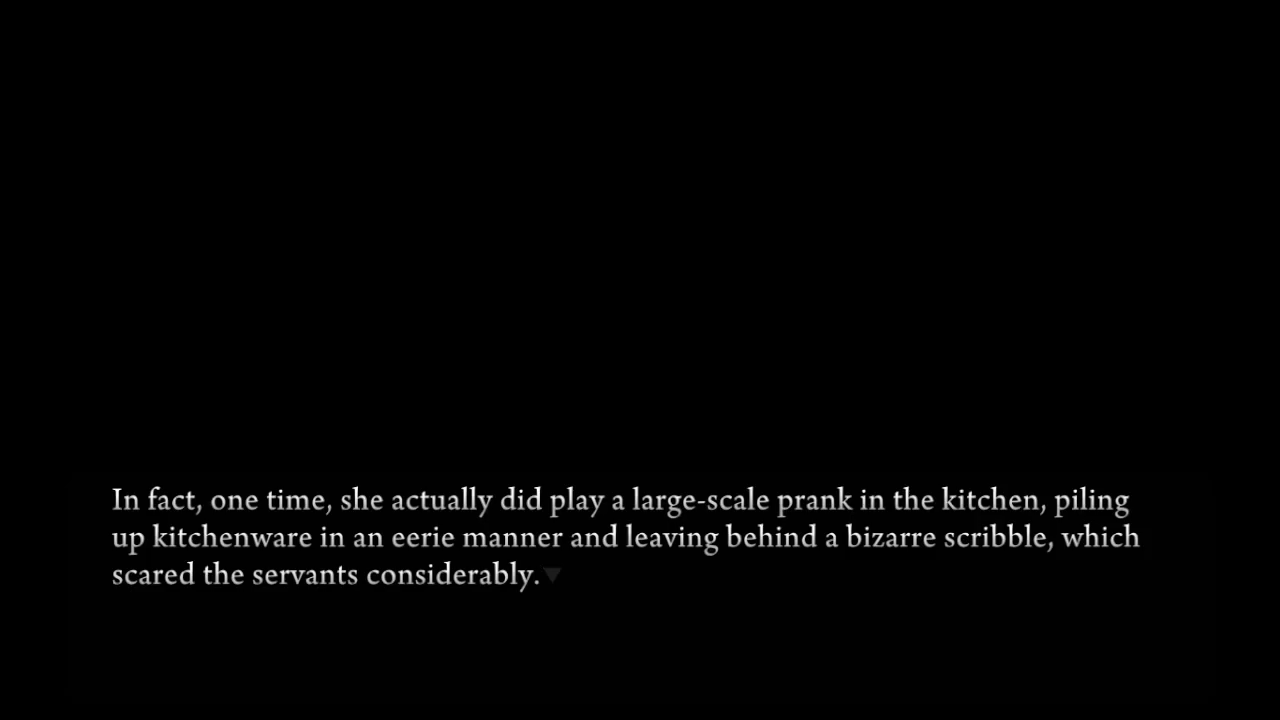 In fact, one time, she actually did play a large-scale prank in the kitchen, piling
up kitchenware in an eerie manner and leaving behind a bizarre scribble, which
scared the servants considerably.